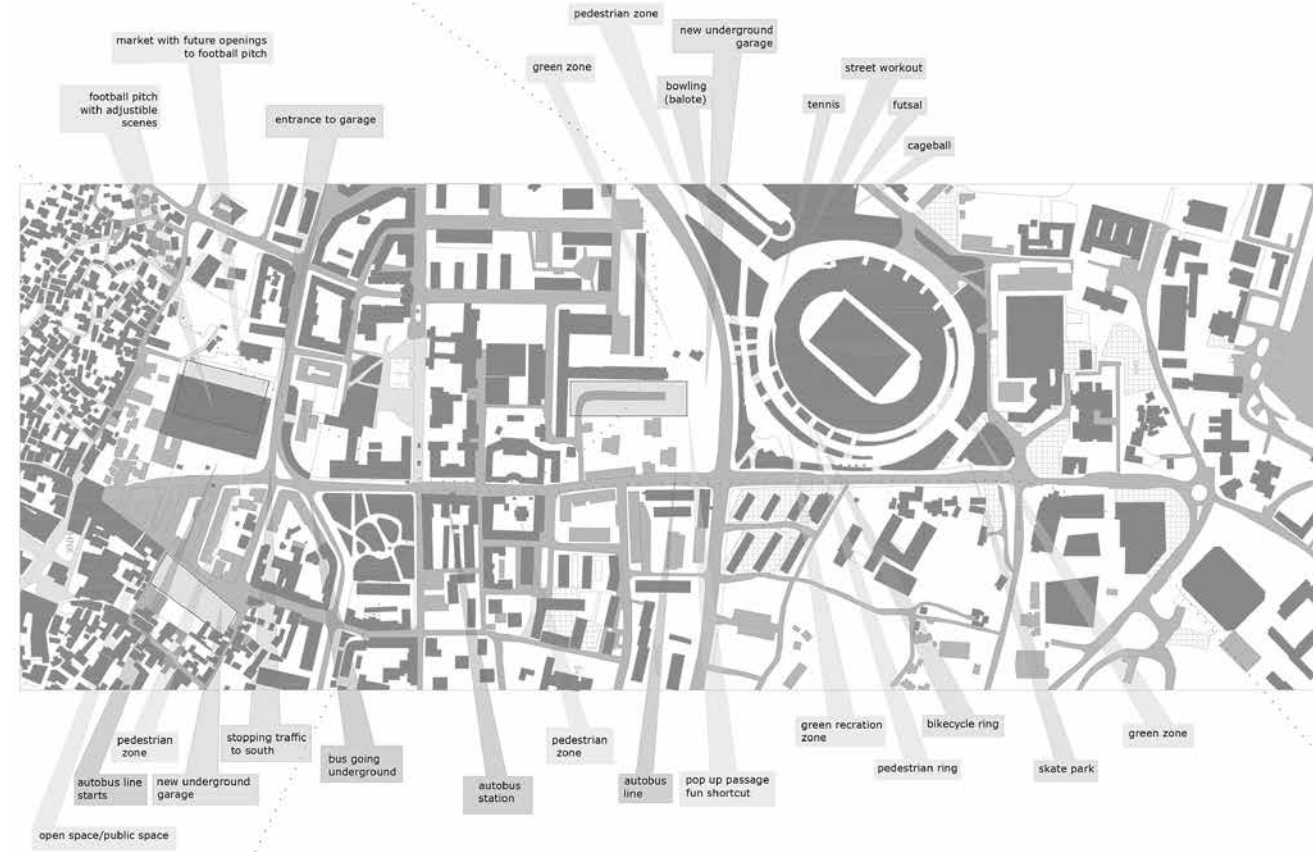 pedestrian zone
market with future openings
to football pitch
new underground
garage
green zone
street workout
bowling
(balote)
football pitch
with adjustible
scenes
tennis
futsal
entrance to garage
cageball
pedestrian
zone
stopping traffic
to south
bus going
underground
pedestrian
zone
green recration
zone
bikecycle ring
green zone
autobus line
starts
new underground
garage
autobus
station
autobus
line
pop up passage
fun shortcut
pedestrian ring
skate park
open space/public space